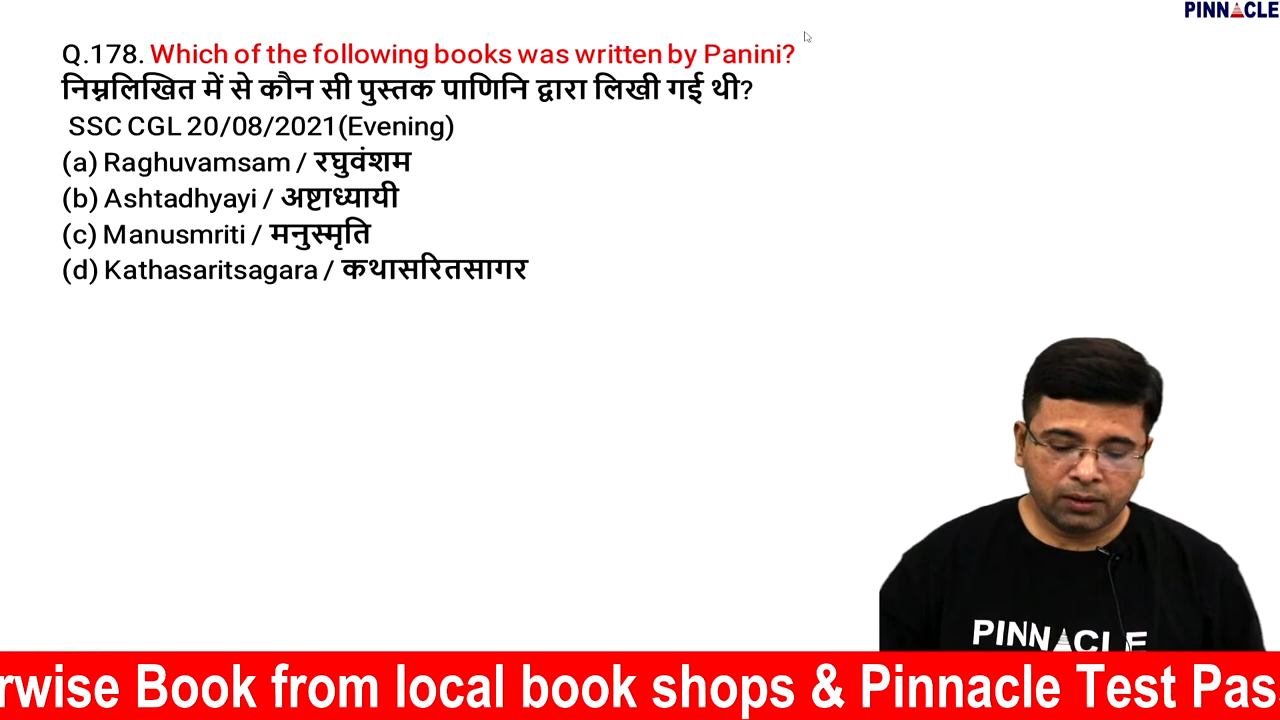 PINNACLE
Q.178. Which of the following books was written by Panini?
निम्नलिखित में से कौन सी पुस्तक पाणिनि द्वारा लिखी गई थी?
SSC CGL 20/08/2021(Evening)
(a) Raghuvamsam / रघुवंशम
(b) Ashtadhyayi / अष्टाध्यायी
(c) Manusmriti / मनुस्मृति
(d) Kathasaritsagara / कथासरितसागर
PINNACLE
rwise Book from local book shops & Pinnacle Test Pas